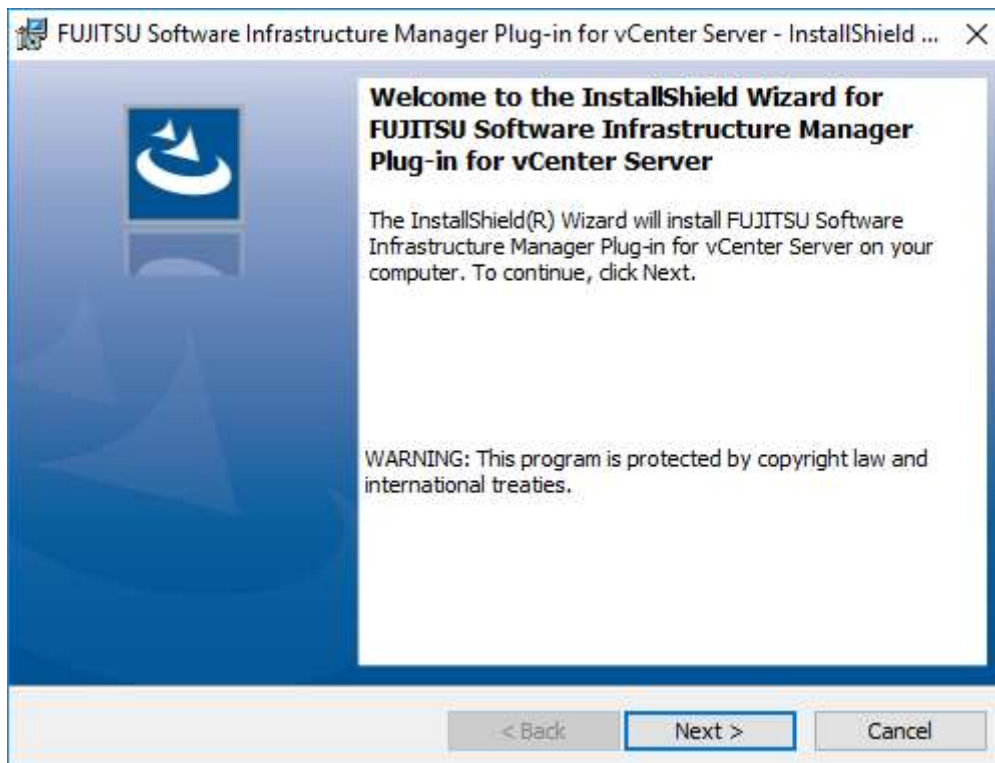 FUJITSU Software Infrastructure Manager Plug-in for vCenter Server - InstallShield ...
Welcome to the InstallShield Wizard for
FUJITSU Software Infrastructure Manager
Plug-in for vCenter Server
The InstallShield(R) Wizard will install FUJITSU Software
Infrastructure Manager Plug-in for vCenter Server on your
computer. To continue, click Next.
WARNING: This program is protected by copyright law and
international treaties.
< Back
Next >
Cancel